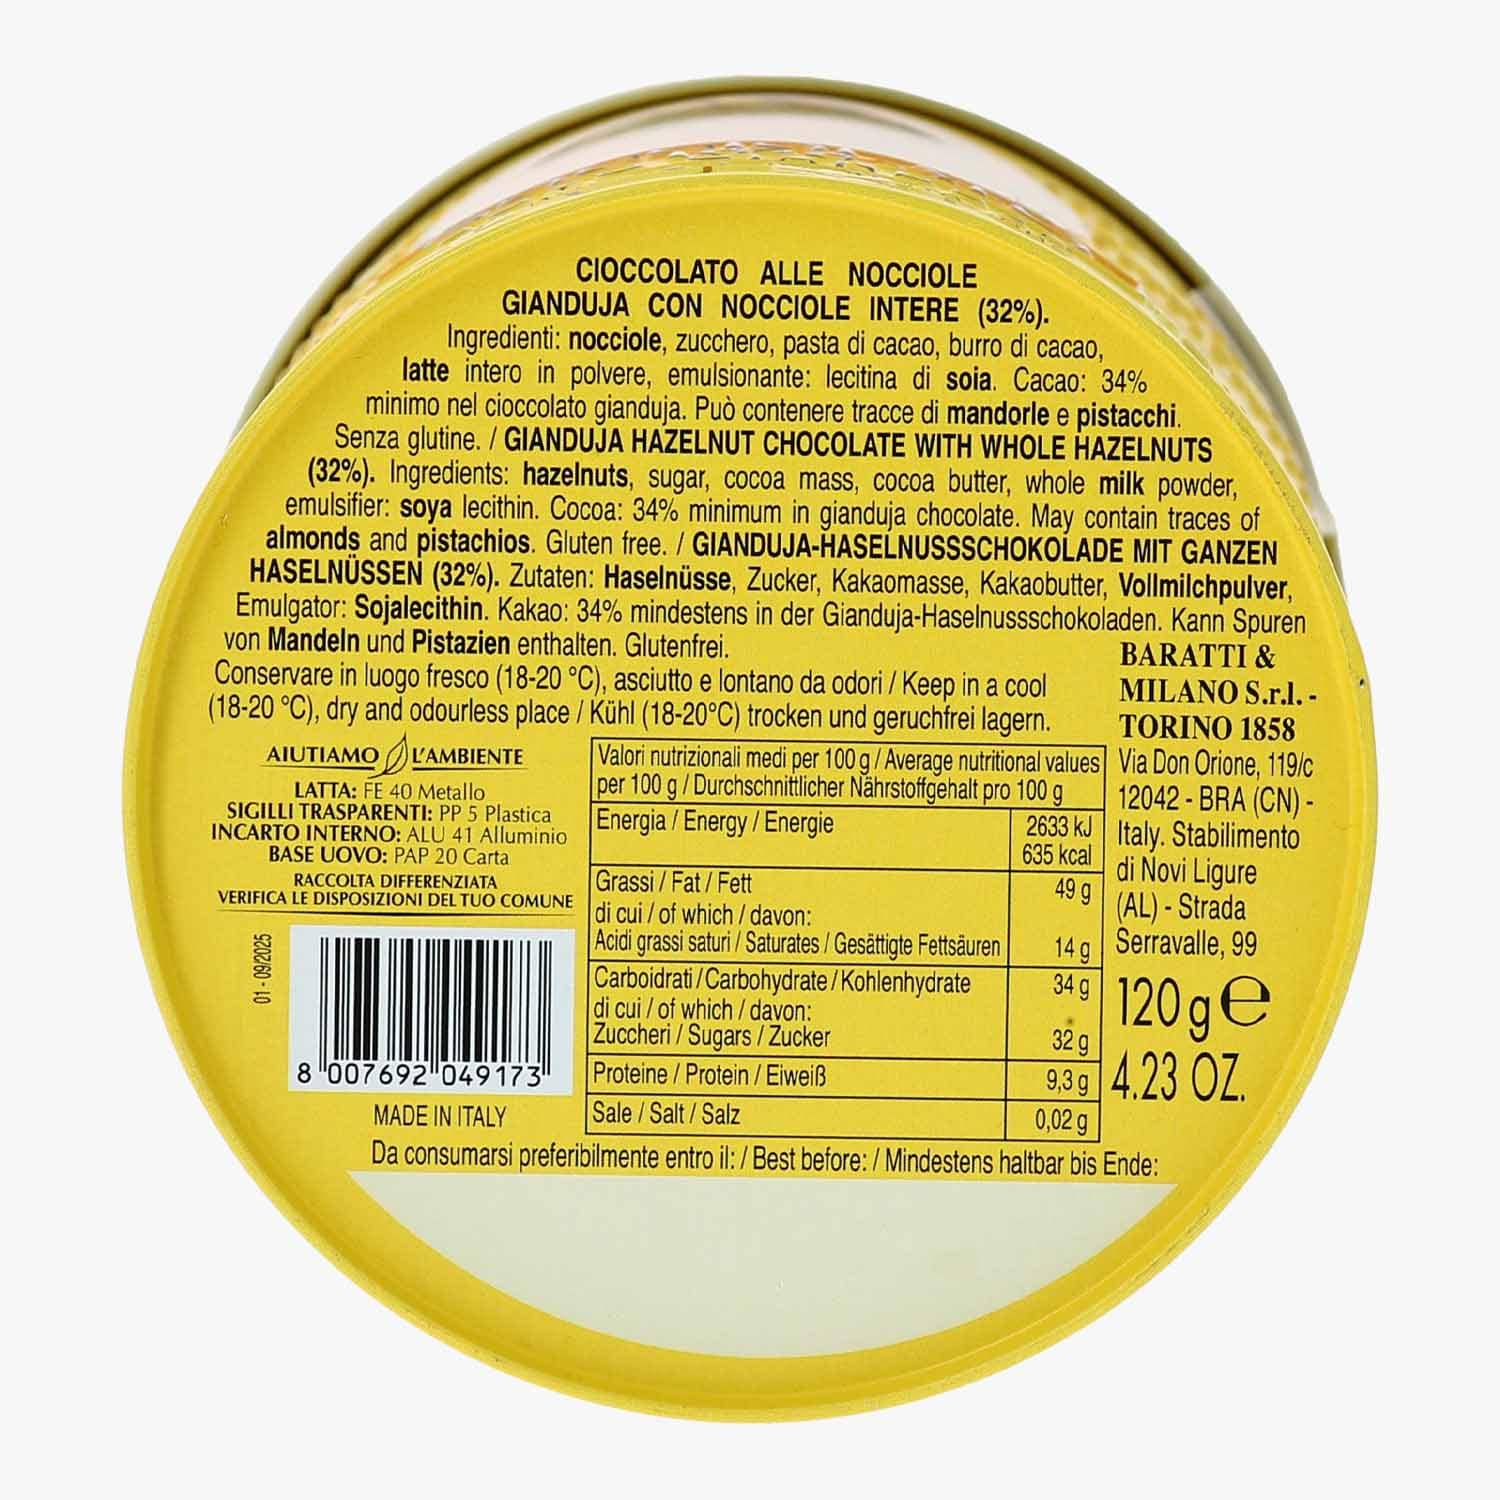 CIOCCOLATO ALLE NOCCIOLE
GIANDUJA CON NOCCIOLE INTERE (32%).
Ingredienti: nocciole, zucchero, pasta di cacao, burro di cacao,
latte intero in polvere, emulsionante: lecitina di soia. Cacao: 34%
minimo nel cioccolato gianduja. Può contenere tracce di mandorle e pistacchi.
Senza glutine. / GIANDUJA HAZELNUT CHOCOLATE WITH WHOLE HAZELNUTS
(32%). Ingredients: hazelnuts, sugar, cocoa mass, cocoa butter, whole milk powder,
emulsifier: soya lecithin. Cocoa: 34% minimum in gianduja chocolate. May contain traces of
almonds and pistachios. Gluten free. / GIANDUJA-HASELNUSSSCHOKOLADE MIT GANZEN
HASELNÜSSEN (32%). Zutaten: Haselnüsse, Zucker, Kakaomasse, Kakaobutter, Vollmilchpulver,
Emulgator: Sojalecithin. Kakao: 34% mindestens in der Gianduja-Haselnussschokoladen. Kann Spuren
von Mandeln und Pistazien enthalten. Glutenfrei.
Conservare in luogo fresco (18-20 °C), asciutto e lontano da odori / Keep in a cool
(18-20 °C), dry and odourless place / Kühl (18-20°C) trocken und geruchfrei lagern.
BARATTI &
MILANO S.r.l. -
TORINO 1858
Via Don Orione, 119/c
12042 - BRA (CN) -
Italy. Stabilimento
di Novi Ligure
(AL) - Strada
Serravalle, 99
120 g e
4.23 OZ.
AIUTIAMO L'AMBIENTE
LATTA: FE 40 Metallo
SIGILLI TRASPARENTI: PP 5 Plastica
INCARTO INTERNO: ALU 41 Alluminio
BASE UOVO: PAP 20 Carta
RACCOLTA DIFFERENZIATA
VERIFICA LE DISPOSIZIONI DEL TUO COMUNE
01 - 09/2025
8 007692 049173
MADE IN ITALY
Valori nutrizionali medi per 100 g / Average nutritional values
per 100 g / Durchschnittlicher Nährstoffgehalt pro 100 g
Energia / Energy / Energie 2633 kJ
635 kcal
Grassi / Fat / Fett 49 g
di cui / of which / davon:
Acidi grassi saturi / Saturates / Gesättigte Fettsäuren 14 g
Carboidrati / Carbohydrate / Kohlenhydrate 34 g
di cui / of which / davon:
Zuccheri / Sugars / Zucker 32 g
Proteine / Protein / Eiweiß 9,3 g
Sale / Salt / Salz 0,02 g
Da consumarsi preferibilmente entro il: / Best before: / Mindestens haltbar bis Ende: